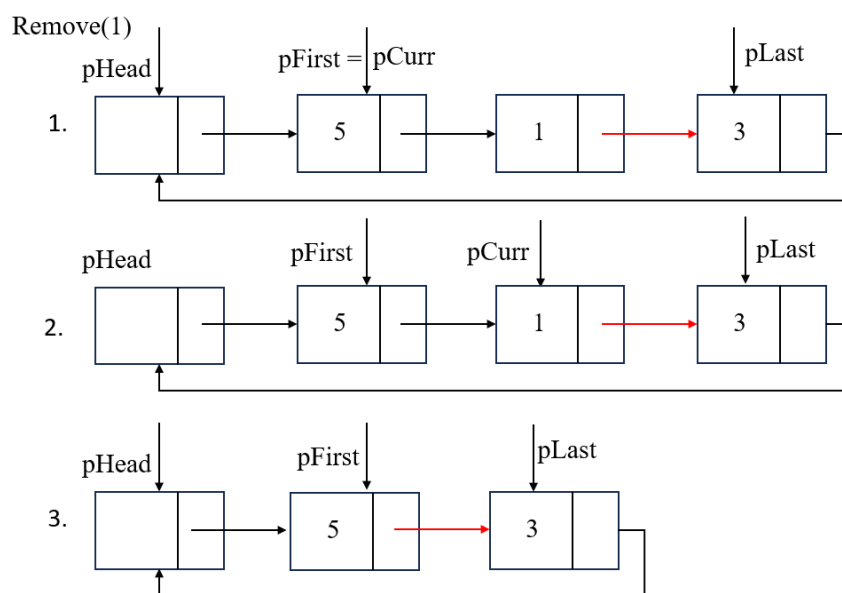 Remove(1)
pHead
pFirst = pCurr
pLast
1.
5
1
3
pHead
pFirst
pCurr
pLast
2.
5
1
3
pHead
pFirst
pLast
3.
5
3